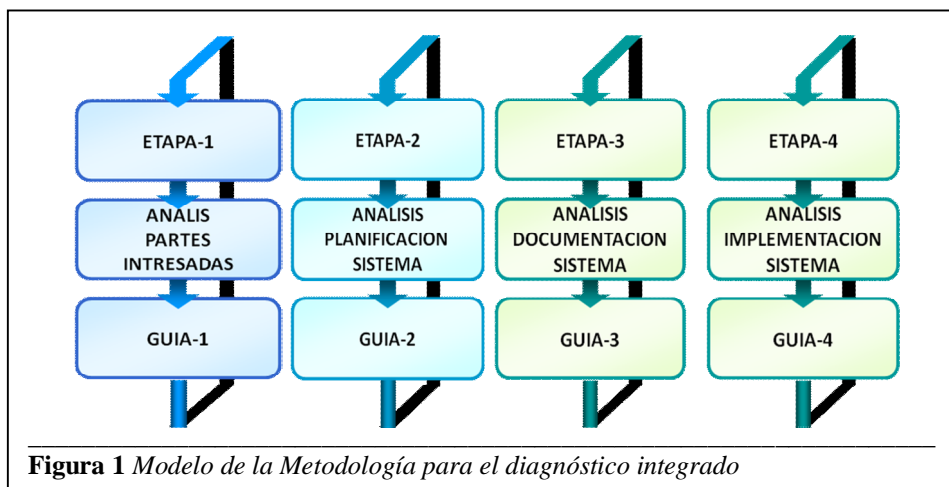 ETAPA-1
ANALIS
PARTES
INTRESADAS
GUIA-1
ETAPA-2
ANALISIS
PLANIFICACION
SISTEMA
GUIA-2
ETAPA-3
ANALISIS
DOCUMENTACION
SISTEMA
GUIA-3
ETAPA-4
ANALISIS
IMPLEMENTACION
SISTEMA
GUIA-4
Figura 1 Modelo de la Metodología para el diagnóstico integrado